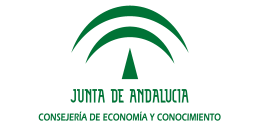 JUNTA DE ANDALUCIA
CONSEJERÍA DE ECONOMÍA Y CONOCIMIENTO